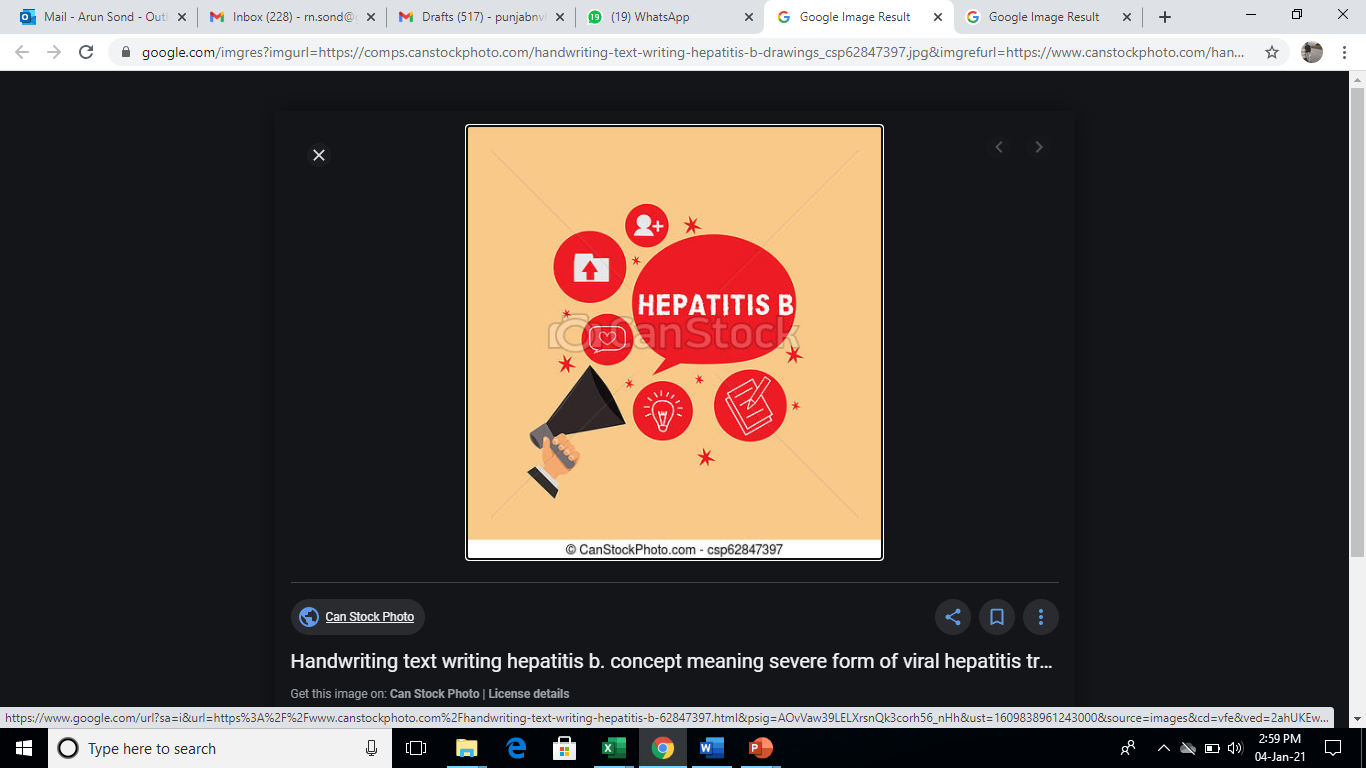 Mail - Arun Sond - Outl
Inbox (228) - rn.sond@
Drafts (517) - punjabnvh
19
(19) WhatsApp
Google Image Result
Google Image Result
google.com/imgres?imgurl=https://comps.canstockphoto.com/handwriting-text-writing-hepatitis-b-drawings_csp62847397.jpg&imgrefurl=https://www.canstockphoto.com/han...
HEPATITIS B
CanStock
© CanStockPhoto.com - csp62847397
Can Stock Photo
Handwriting text writing hepatitis b. concept meaning severe form of viral hepatitis tr...
Get this image on: Can Stock Photo | License details
https://www.google.com/url?sa=i&url=https%3A%2F%2Fwww.canstockphoto.com%2Fhandwriting-text-writing-hepatitis-b-62847397.html&psig=AOvVaw39LELXrsnQk3corh56_nHh&ust=1609838961243000&source=images&cd=vfe&ved=2ahUKEw...
Type here to search
2:59 PM
04-Jan-21